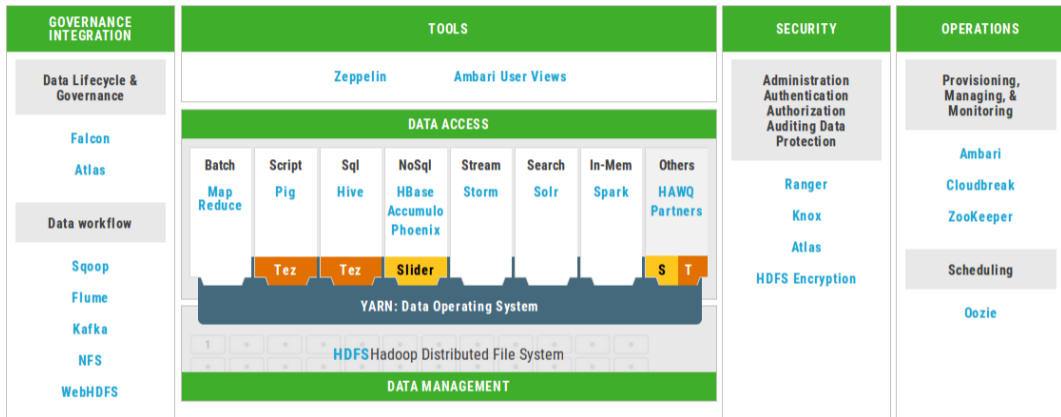 GOVERNANCE
INTEGRATION
Data Lifecycle &
Governance
Falcon
Atlas
Data workflow
Sqoop
Flume
Kafka
NFS
WebHDFS
TOOLS
Zeppelin
Ambari User Views
DATA ACCESS
Batch
Map
Reduce
Script
Pig
Tez
Sql
Hive
Tez
NoSql
HBase
Accumulo
Phoenix
Slider
Stream
Storm
Search
Solr
In-Mem
Spark
Others
HAWQ
Partners
S T
YARN: Data Operating System
1
HDFSHadoop Distributed File System
DATA MANAGEMENT
SECURITY
Administration
Authentication
Authorization
Auditing Data
Protection
Ranger
Knox
Atlas
HDFS Encryption
OPERATIONS
Provisioning,
Managing, &
Monitoring
Ambari
Cloudbreak
ZooKeeper
Scheduling
Oozie